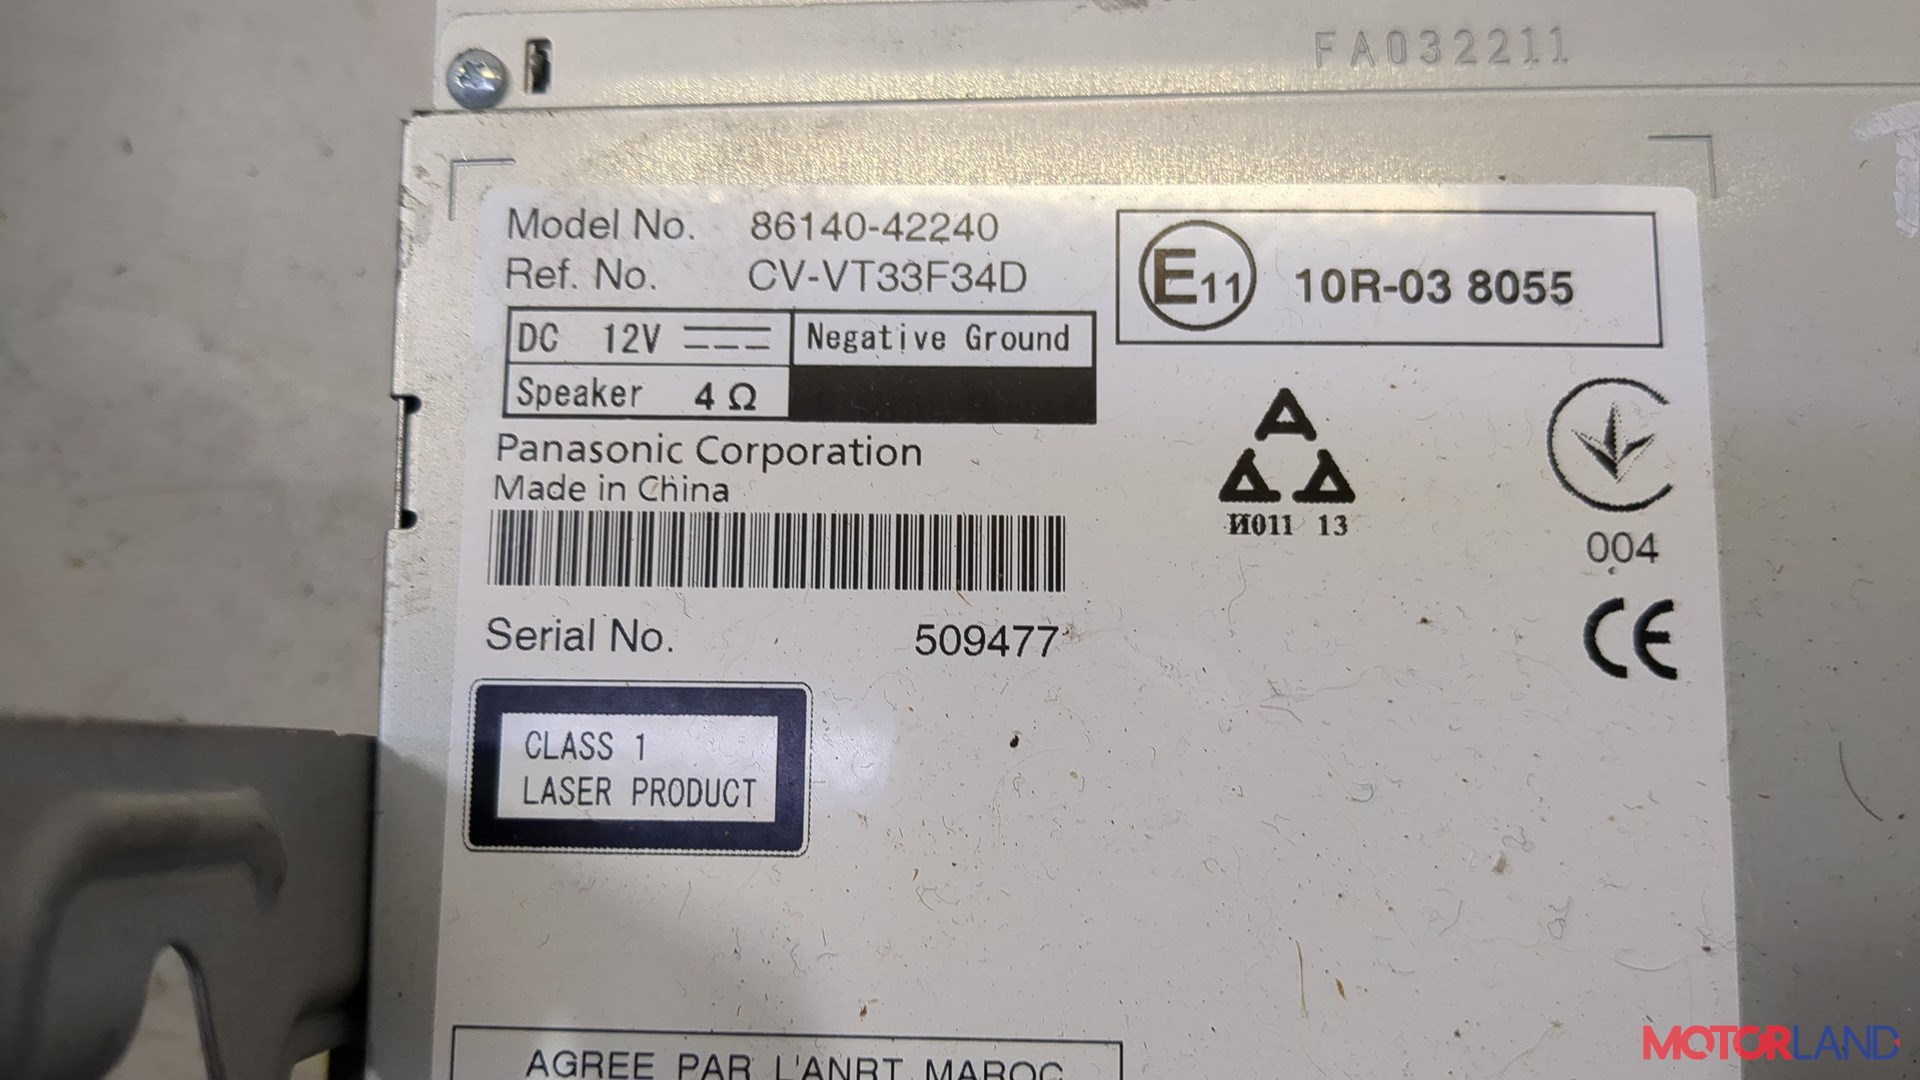 FA032211
Model No. 86140-42240
Ref. No. CV-VT33F34D
DC 12V
Negative Ground
Speaker 4 Ω
E11 10R-03 8055
Panasonic Corporation
Made in China
И011 13
004
CE
Serial No. 509477
CLASS 1
LASER PRODUCT
AGREE PAR L'ANRT MAROC
MOTORLAND